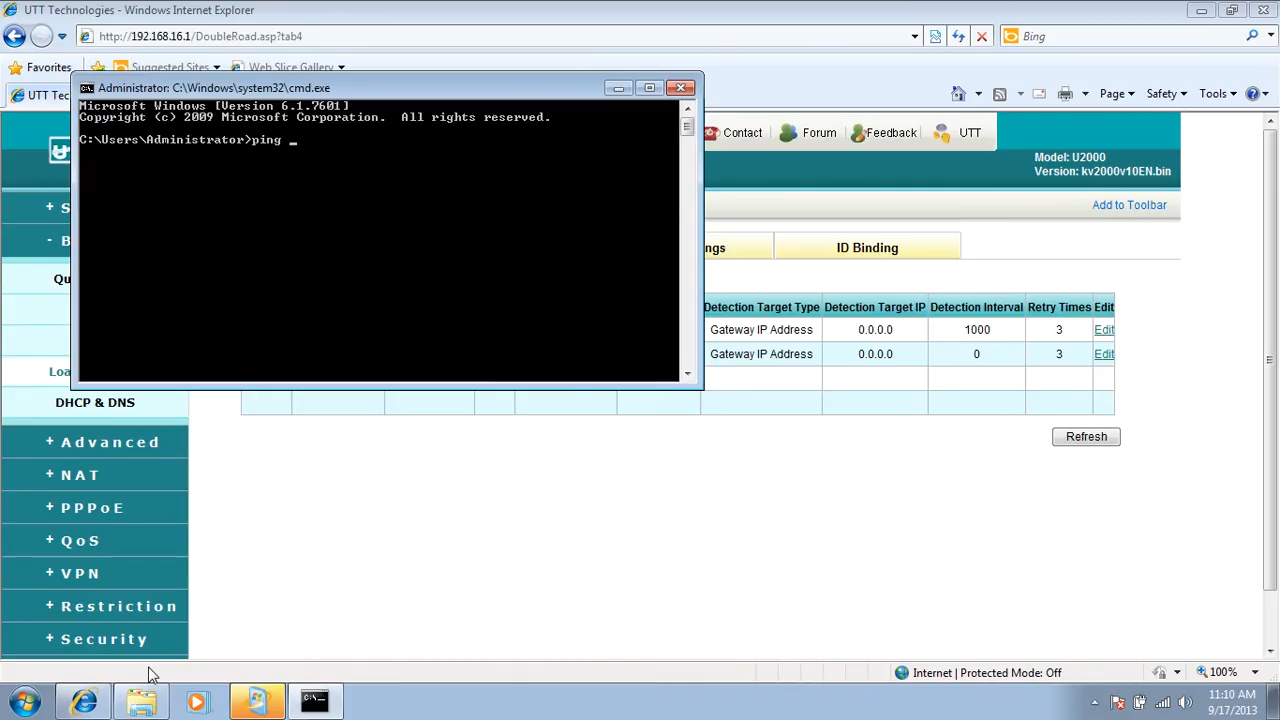 UTT Technologies - Windows Internet Explorer
http://192.168.16.1/DoubleRoad.asp?tab4
Bing
Favorites
Suggested Sites
Web Slice Gallery
UTT Tec
Page
Safety
Tools
Administrator: C:\Windows\system32\cmd.exe
Microsoft Windows [Version 6.1.7601]
Copyright (c) 2009 Microsoft Corporation. All rights reserved.
C:\Users\Administrator>ping _
Contact
Forum
Feedback
UTT
Model: U2000
Version: kv2000v10EN.bin
Add to Toolbar
+ S
- B
Qu
Loa
DHCP & DNS
+ Advanced
+ NAT
+ PPPoE
+ QoS
+ VPN
+ Restriction
+ Security
ngs
ID Binding
Detection Target Type Detection Target IP Detection Interval Retry Times Edit
Gateway IP Address 0.0.0.0 1000 3 Edit
Gateway IP Address 0.0.0.0 0 3 Edit
Refresh
Internet | Protected Mode: Off
100%
C:\
11:10 AM
9/17/2013